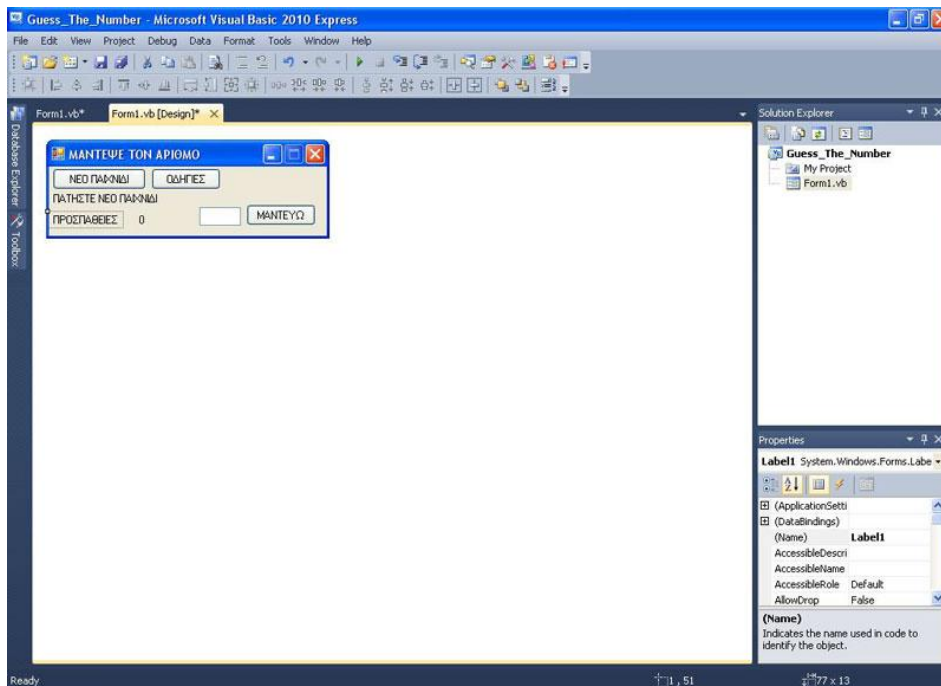 Guess_The_Number - Microsoft Visual Basic 2010 Express
File Edit View Project Debug Data Format Tools Window Help
Form1.vb* Form1.vb [Design]*
Database Explorer
Toolbox
ΜΑΝΤΕΨΕ ΤΟΝ ΑΡΙΘΜΟ
ΝΕΟ ΠΑΙΧΝΙΔΙ ΟΔΗΓΙΕΣ
ΠΑΤΗΣΤΕ ΝΕΟ ΠΑΙΧΝΙΔΙ
ΠΡΟΣΠΑΘΕΙΕΣ 0 ΜΑΝΤΕΥΩ
Solution Explorer
Guess_The_Number
My Project
Form1.vb
Properties
Label1 System.Windows.Forms.Labe
(ApplicationSetti
(DataBindings)
(Name) Label1
AccessibleDescri
AccessibleName
AccessibleRole Default
AllowDrop False
(Name)
Indicates the name used in code to
identify the object.
Ready 1 , 51 77 x 13